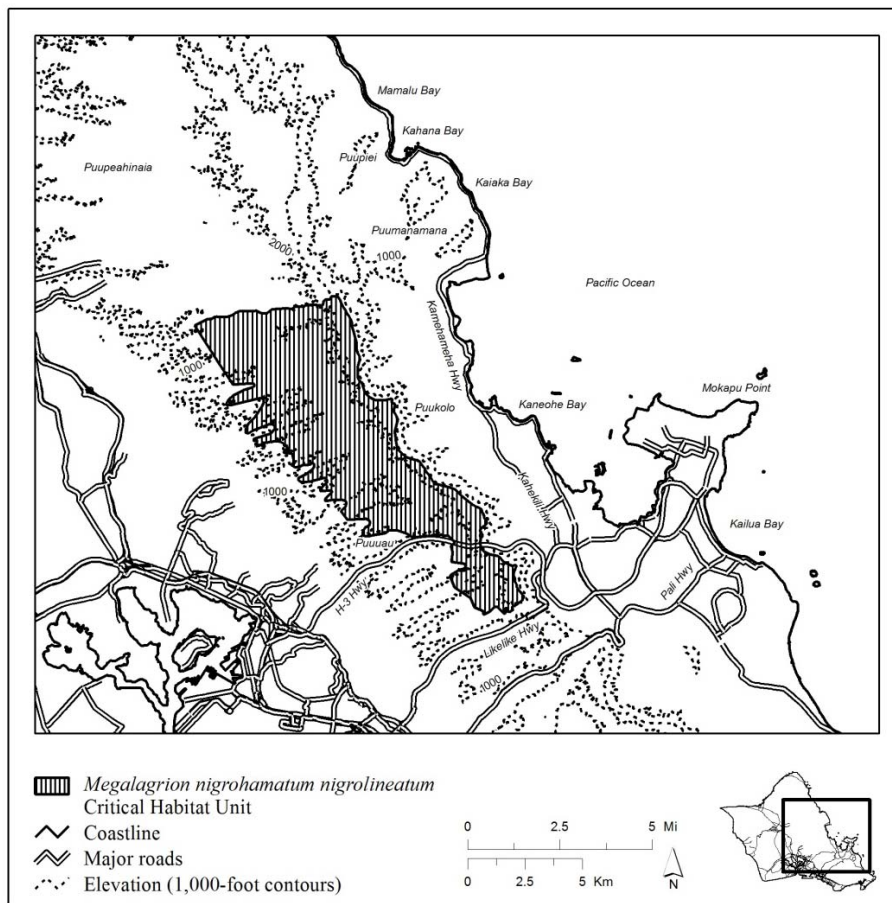 Mamalu Bay
Kahana Bay
Puupiei
Puupeahinaia
Kaiaka Bay
Puumanamana
2000
1000
Pacific Ocean
Kamehameha Hwy
1000
Mokapu Point
Puukolo
Kaneohe Bay
1000
Kahekili Hwy
Kailua Bay
Puuuau
H-3 Hwy
Pali Hwy
Likelike Hwy
1000
Megalagrion nigrohamatum nigrolineatum
Critical Habitat Unit
Coastline
Major roads
Elevation (1,000-foot contours)
0 2.5 5 Mi
0 2.5 5 Km
N